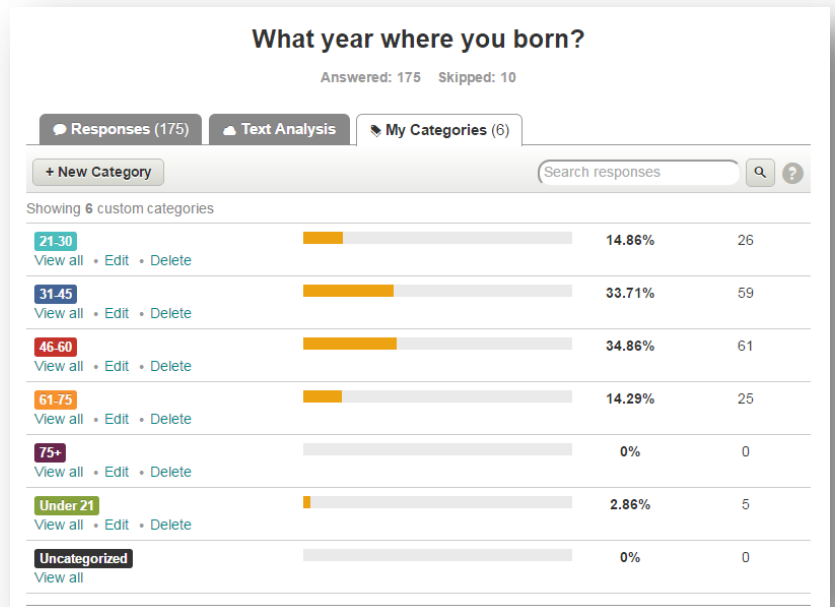 What year where you born?
Answered: 175 Skipped: 10
Responses (175) Text Analysis My Categories (6)
+ New Category Search responses ?
Showing 6 custom categories
21-30 14.86% 26
View all • Edit • Delete
31-45 33.71% 59
View all • Edit • Delete
46-60 34.86% 61
View all • Edit • Delete
61-75 14.29% 25
View all • Edit • Delete
75+ 0% 0
View all • Edit • Delete
Under 21 2.86% 5
View all • Edit • Delete
Uncategorized 0% 0
View all